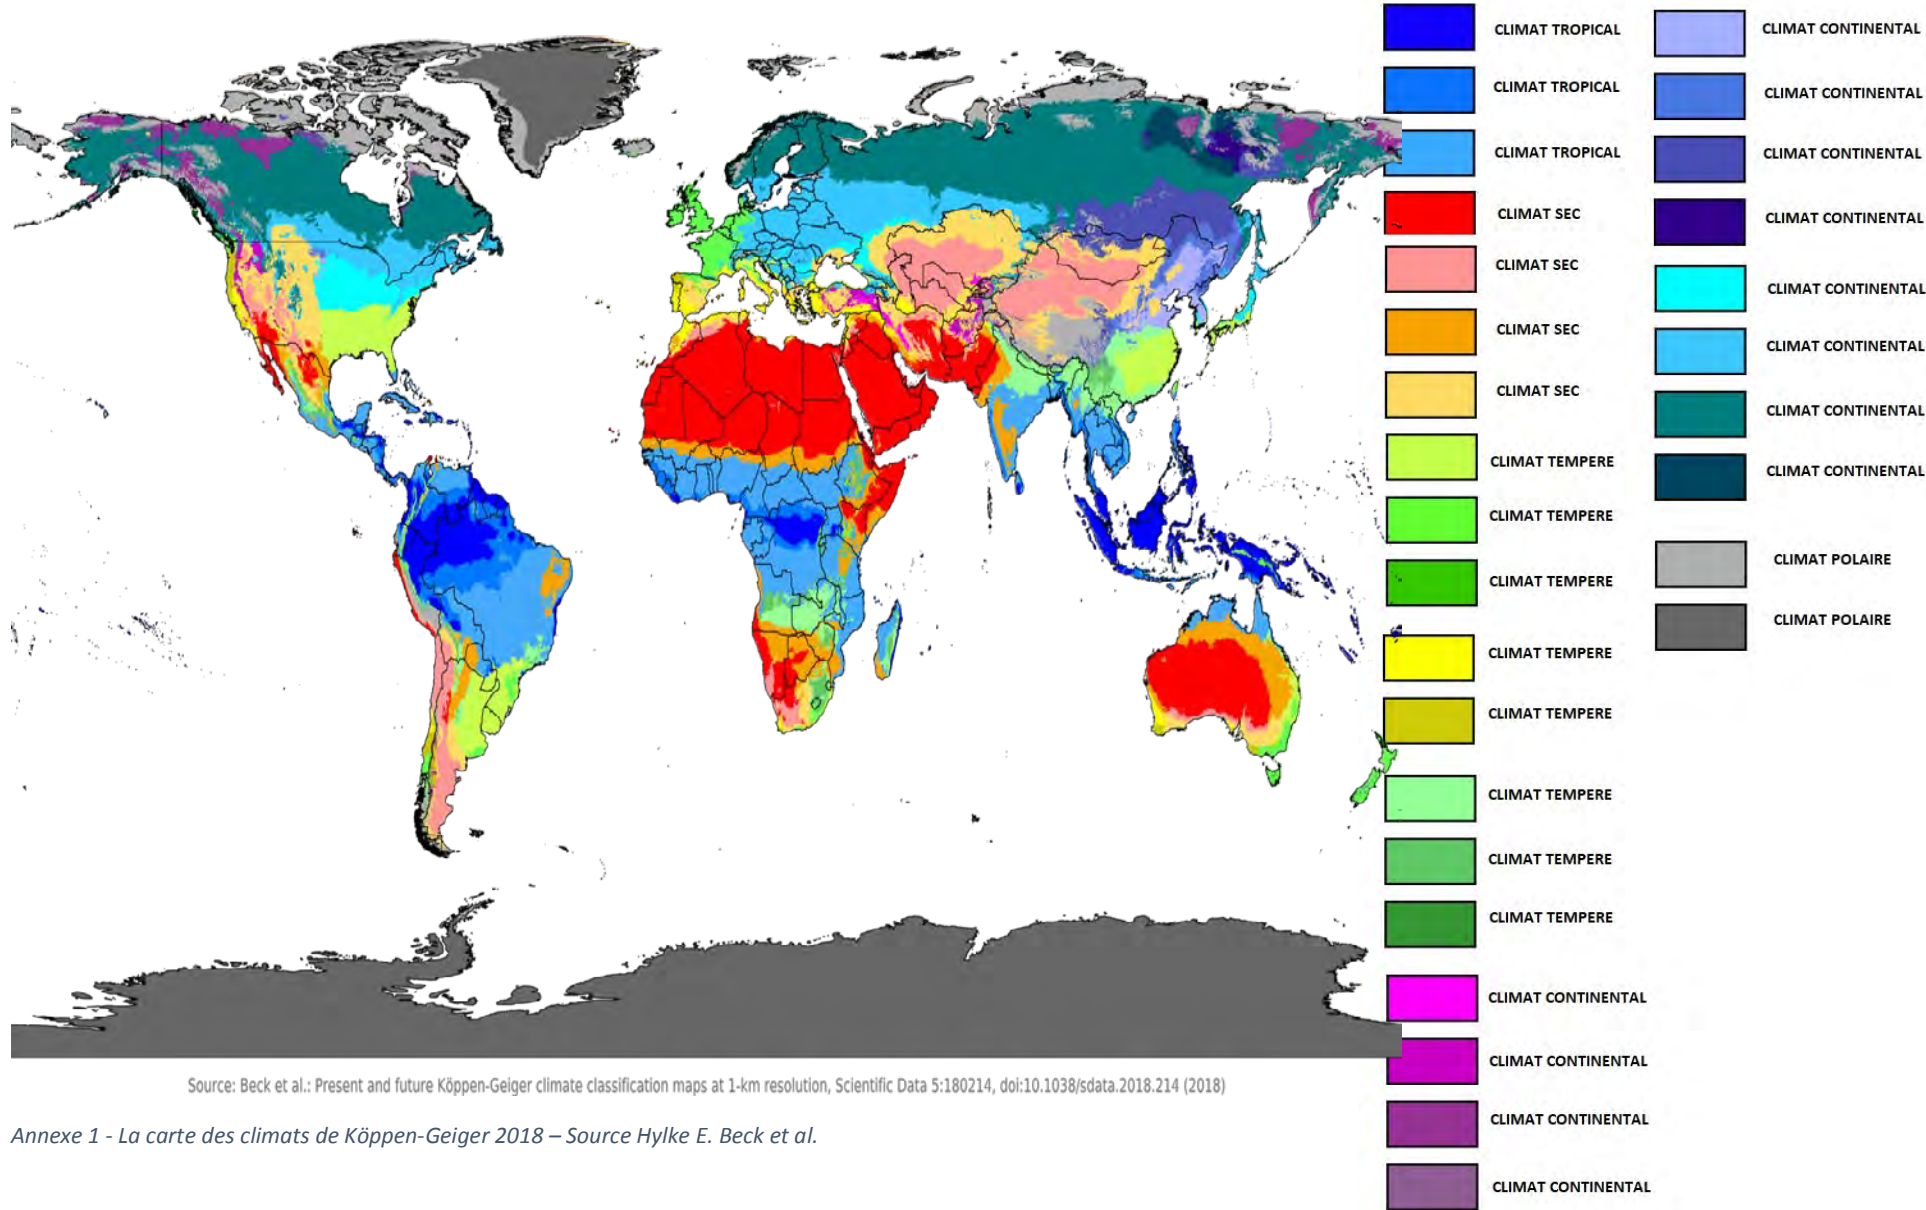 CLIMAT TROPICAL
CLIMAT TROPICAL
CLIMAT TROPICAL
CLIMAT SEC
CLIMAT SEC
CLIMAT SEC
CLIMAT SEC
CLIMAT TEMPERE
CLIMAT TEMPERE
CLIMAT TEMPERE
CLIMAT TEMPERE
CLIMAT TEMPERE
CLIMAT TEMPERE
CLIMAT TEMPERE
CLIMAT TEMPERE
CLIMAT CONTINENTAL
CLIMAT CONTINENTAL
CLIMAT CONTINENTAL
CLIMAT CONTINENTAL
CLIMAT CONTINENTAL
CLIMAT CONTINENTAL
CLIMAT CONTINENTAL
CLIMAT CONTINENTAL
CLIMAT CONTINENTAL
CLIMAT CONTINENTAL
CLIMAT CONTINENTAL
CLIMAT CONTINENTAL
CLIMAT POLAIRE
CLIMAT POLAIRE
Source: Beck et al.: Present and future Köppen-Geiger climate classification maps at 1-km resolution, Scientific Data 5:180214, doi:10.1038/sdata.2018.214 (2018)
Annexe 1 - La carte des climats de Köppen-Geiger 2018 – Source Hylke E. Beck et al.